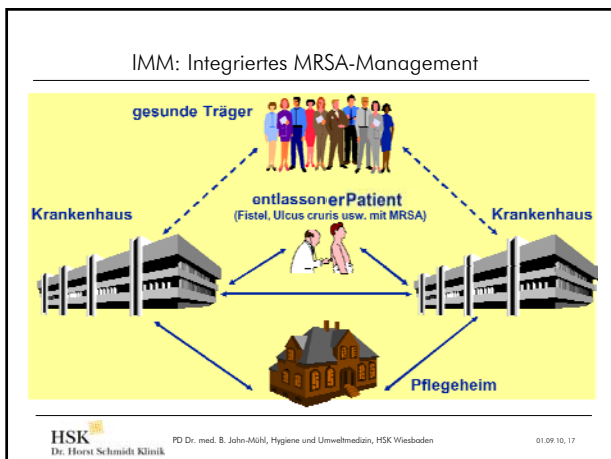 IMM: Integriertes MRSA-Management
gesunde Träger
entlassenerPatient
(Fistel, Ulcus cruris usw. mit MRSA)
Krankenhaus
Krankenhaus
Pflegeheim
HSK
Dr. Horst Schmidt Klinik
PD Dr. med. B. Jahn-Mühl, Hygiene und Umweltmedizin, HSK Wiesbaden
01.09.10, 17